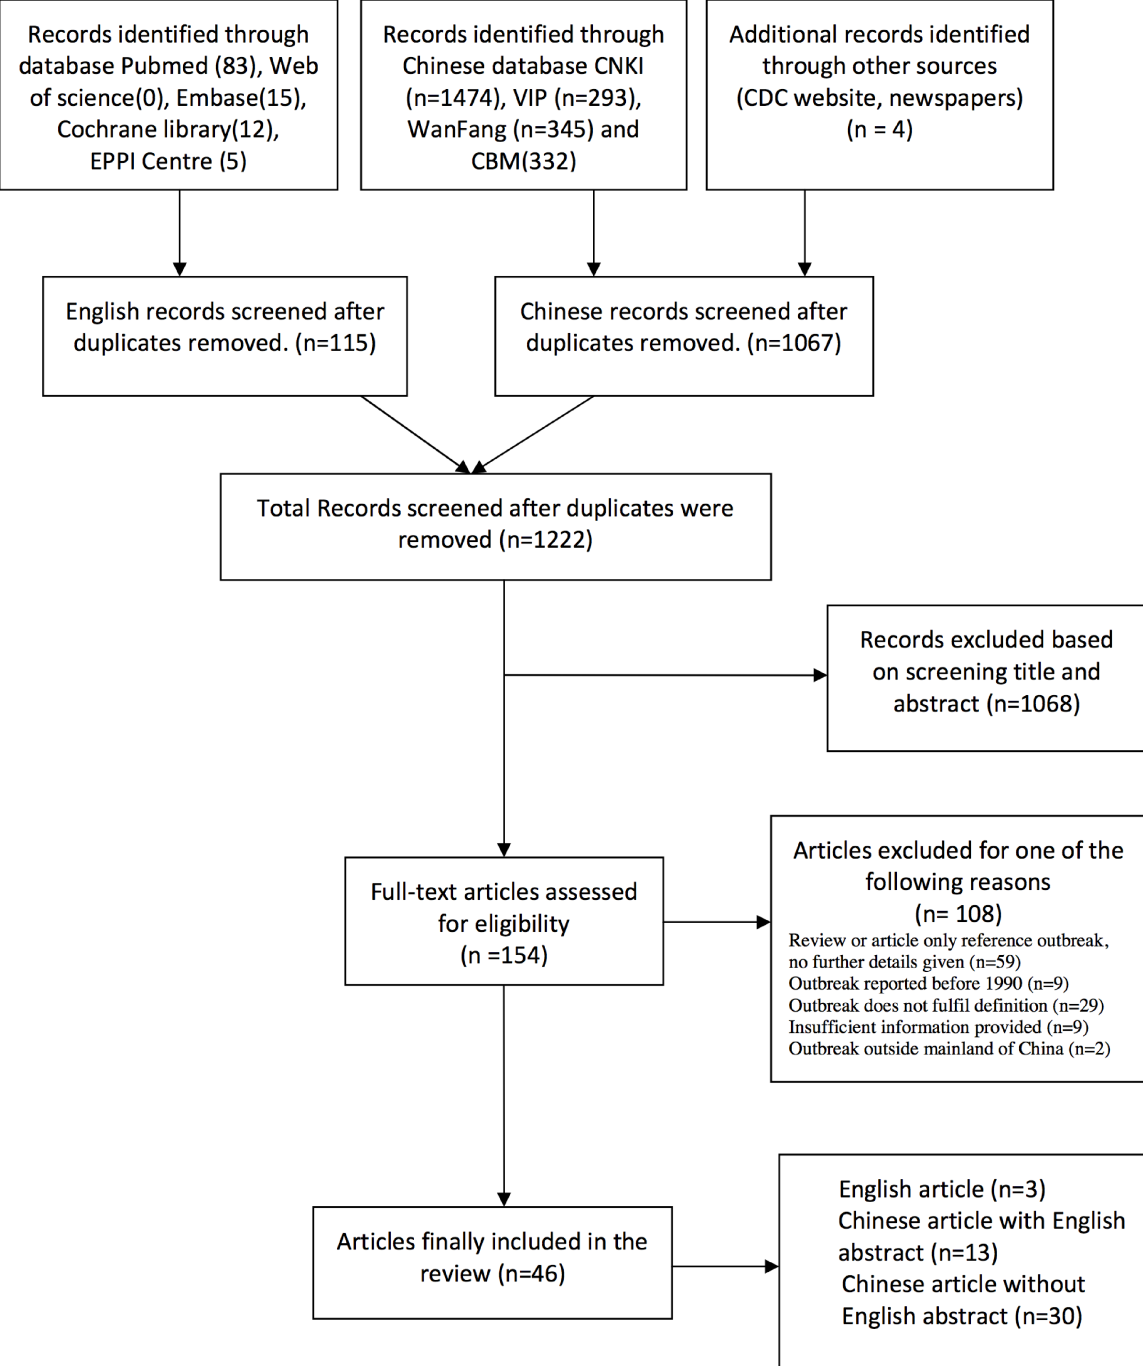 Records identified through
database Pubmed (83), Web
of science(0), Embase(15),
Cochrane library(12),
EPPI Centre (5)
Records identified through
Chinese database CNKI
(n=1474), VIP (n=293),
WanFang (n=345) and
CBM(332)
Additional records identified
through other sources
(CDC website, newspapers)
(n = 4)
English records screened after
duplicates removed. (n=115)
Chinese records screened after
duplicates removed. (n=1067)
Total Records screened after duplicates were
removed (n=1222)
Records excluded based
on screening title and
abstract (n=1068)
Full-text articles assessed
for eligibility
(n =154)
Articles excluded for one of the
following reasons
(n= 108)
Review or article only reference outbreak,
no further details given (n=59)
Outbreak reported before 1990 (n=9)
Outbreak does not fulfil definition (n=29)
Insufficient information provided (n=9)
Outbreak outside mainland of China (n=2)
Articles finally included in the
review (n=46)
English article (n=3)
Chinese article with English
abstract (n=13)
Chinese article without
English abstract (n=30)